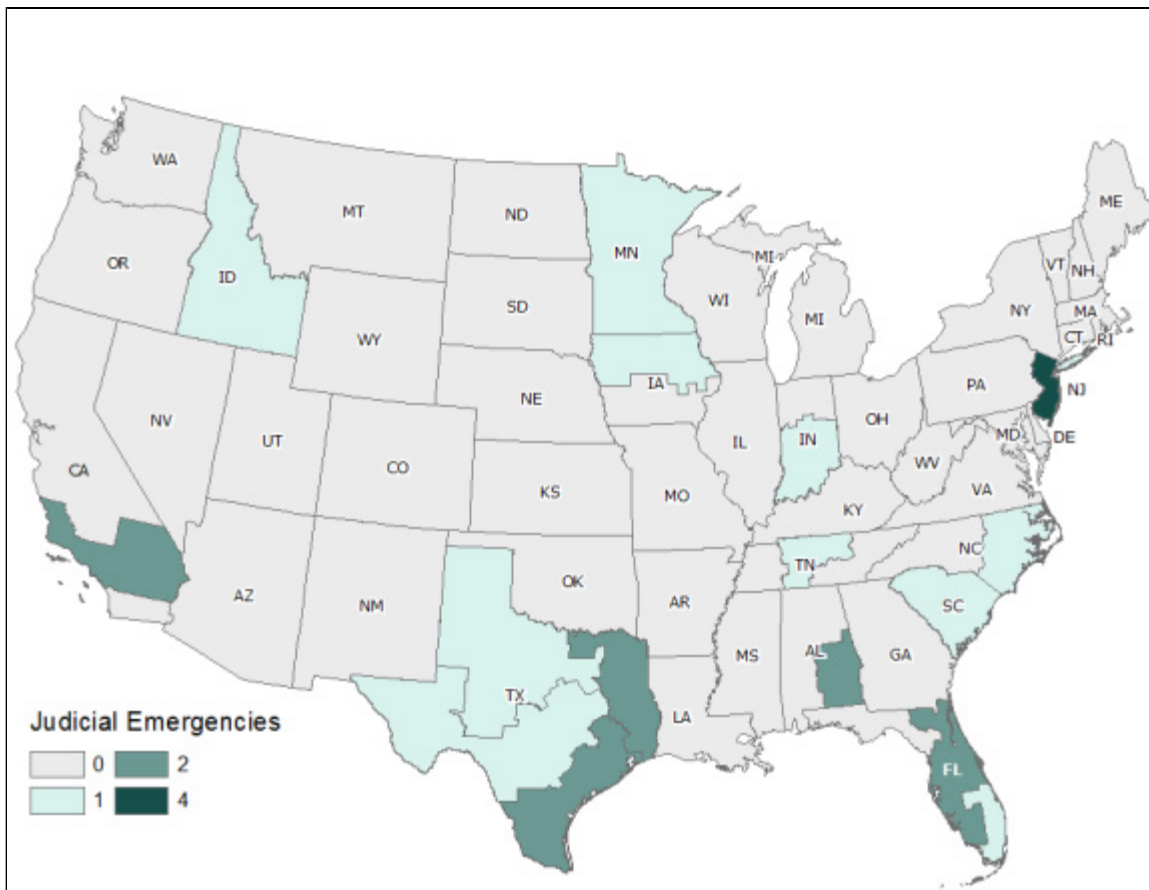 WA
MT
ND
MN
ME
OR
ID
SD
WI
MI
MI
VT
NH
NY
MA
CT
RI
WY
IA
NE
PA
NJ
NV
UT
CO
IL
IN
OH
MD
DE
WV
CA
KS
MO
KY
VA
AZ
NM
OK
AR
TN
NC
SC
TX
LA
MS
AL
GA
FL
Judicial Emergencies
0 2
1 4